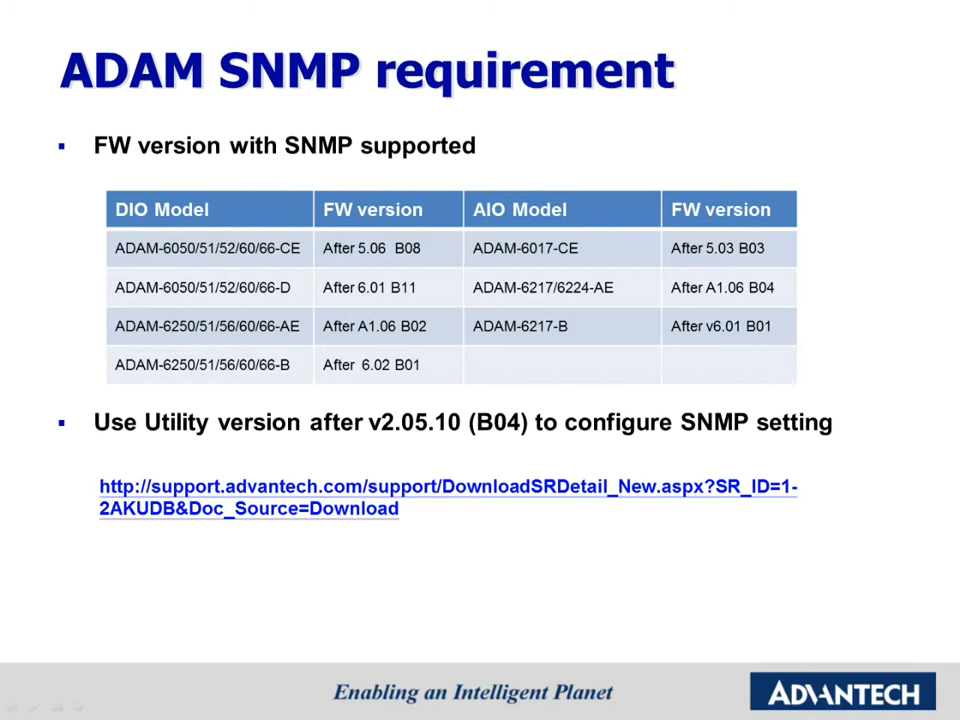 ADAM SNMP requirement
FW version with SNMP supported
DIO Model FW version AIO Model FW version
ADAM-6050/51/52/60/66-CE After 5.06 B08 ADAM-6017-CE After 5.03 B03
ADAM-6050/51/52/60/66-D After 6.01 B11 ADAM-6217/6224-AE After A1.06 B04
ADAM-6250/51/56/60/66-AE After A1.06 B02 ADAM-6217-B After v6.01 B01
ADAM-6250/51/56/60/66-B After 6.02 B01
Use Utility version after v2.05.10 (B04) to configure SNMP setting
http://support.advantech.com/support/DownloadSRDetail_New.aspx?SR_ID=1-
2AKUDB&Doc_Source=Download
Enabling an Intelligent Planet
ADVANTECH